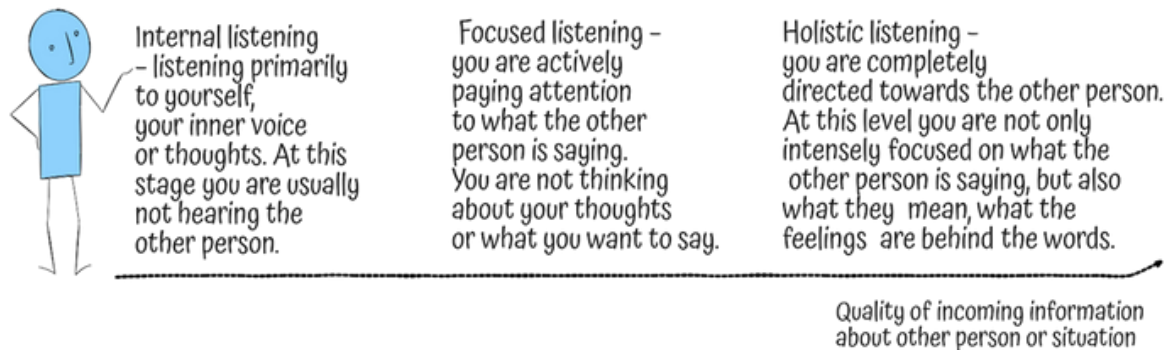 Internal listening
– listening primarily
to yourself,
your inner voice
or thoughts. At this
stage you are usually
not hearing the
other person.
Focused listening –
you are actively
paying attention
to what the other
person is saying.
You are not thinking
about your thoughts
or what you want to say.
Holistic listening –
you are completely
directed towards the other person.
At this level you are not only
intensely focused on what the
other person is saying, but also
what they mean, what the
feelings are behind the words.
Quality of incoming information
about other person or situation